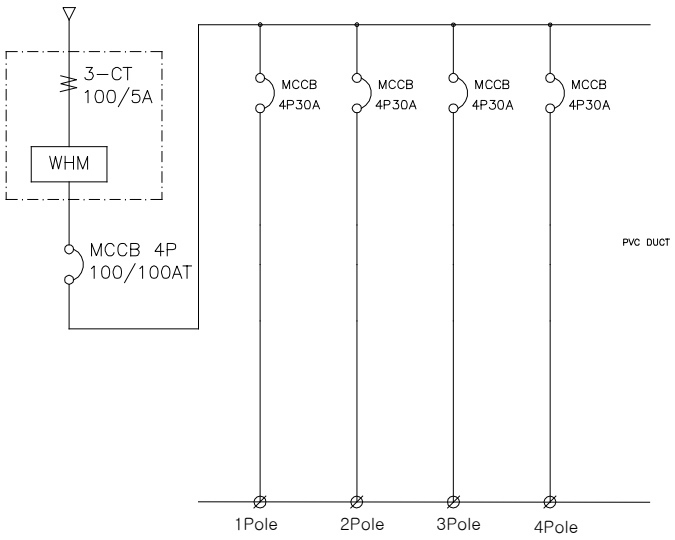 3-CT
100/5A
WHM
MCCB 4P
100/100AT
MCCB
4P30A
MCCB
4P30A
MCCB
4P30A
MCCB
4P30A
PVC DUCT
1Pole
2Pole
3Pole
4Pole